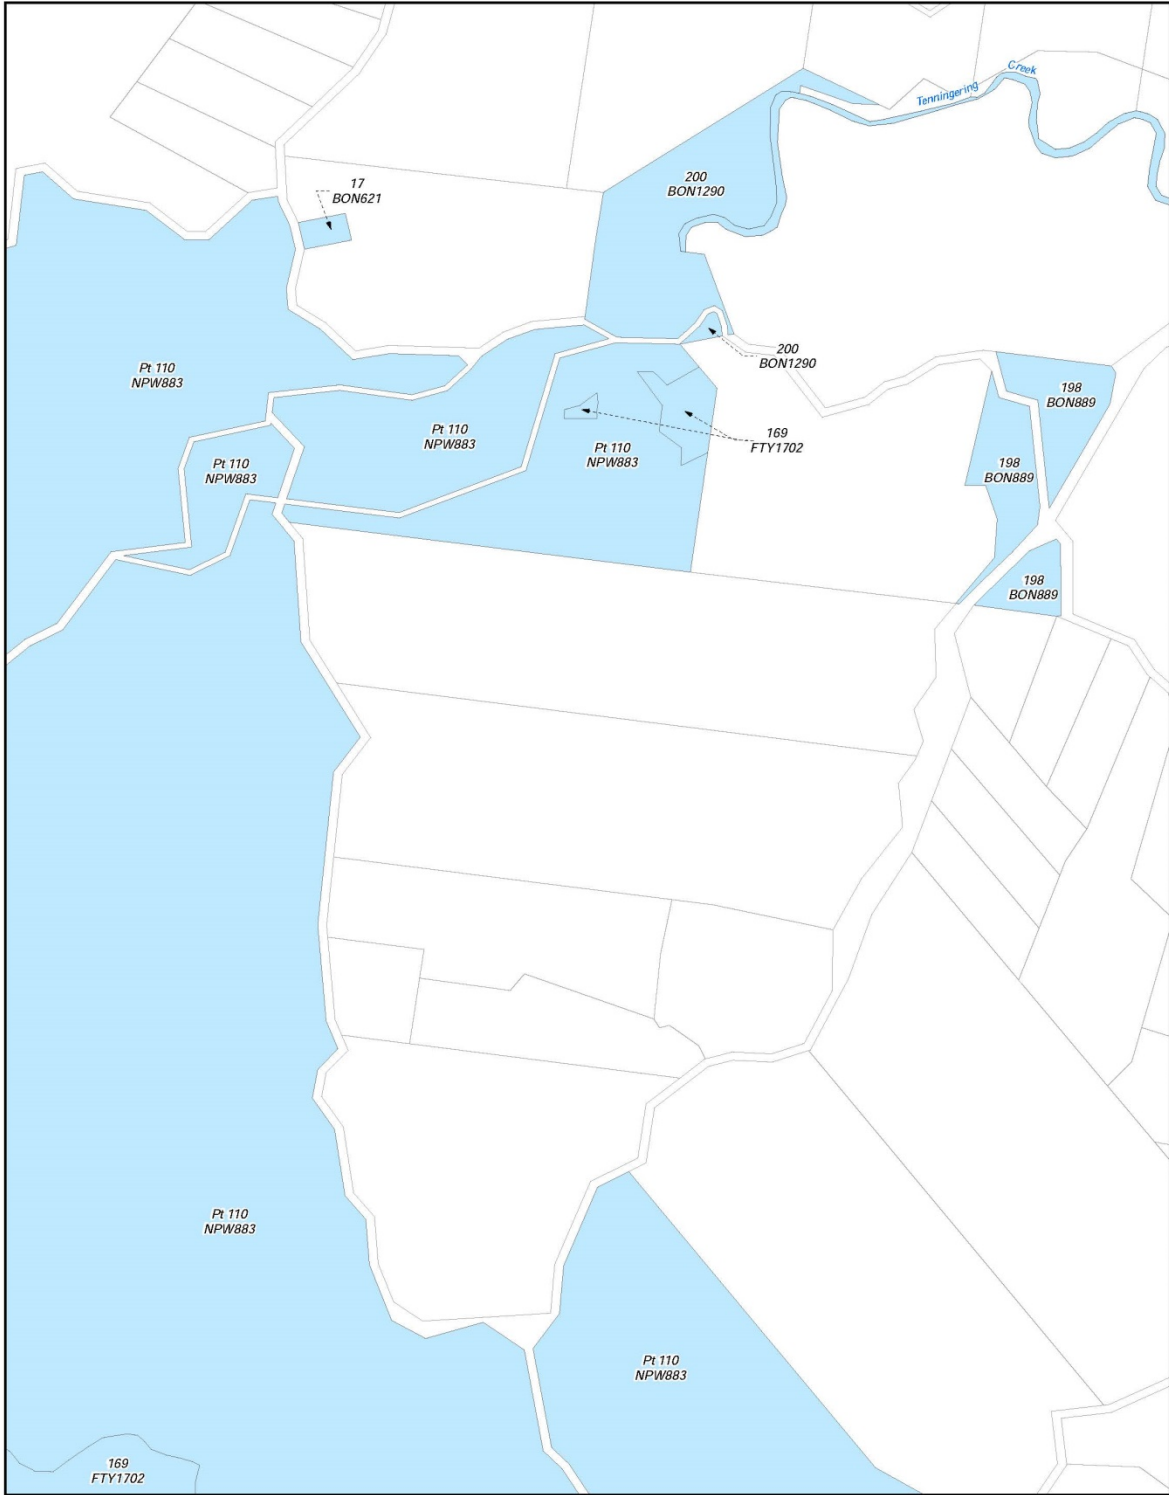 Tenningering Creek
17
BON621
200
BON1290
200
BON1290
Pt 110
NPW883
198
BON889
Pt 110
NPW883
169
FTY1702
Pt 110
NPW883
Pt 110
NPW883
198
BON889
198
BON889
Pt 110
NPW883
Pt 110
NPW883
169
FTY1702